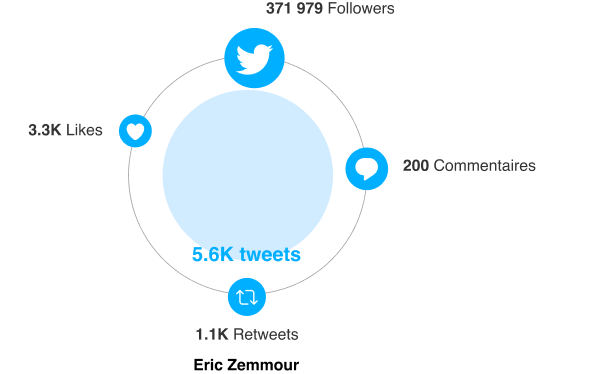 371 979 Followers
3.3K Likes
200 Commentaires
5.6K tweets
1.1K Retweets
Eric Zemmour